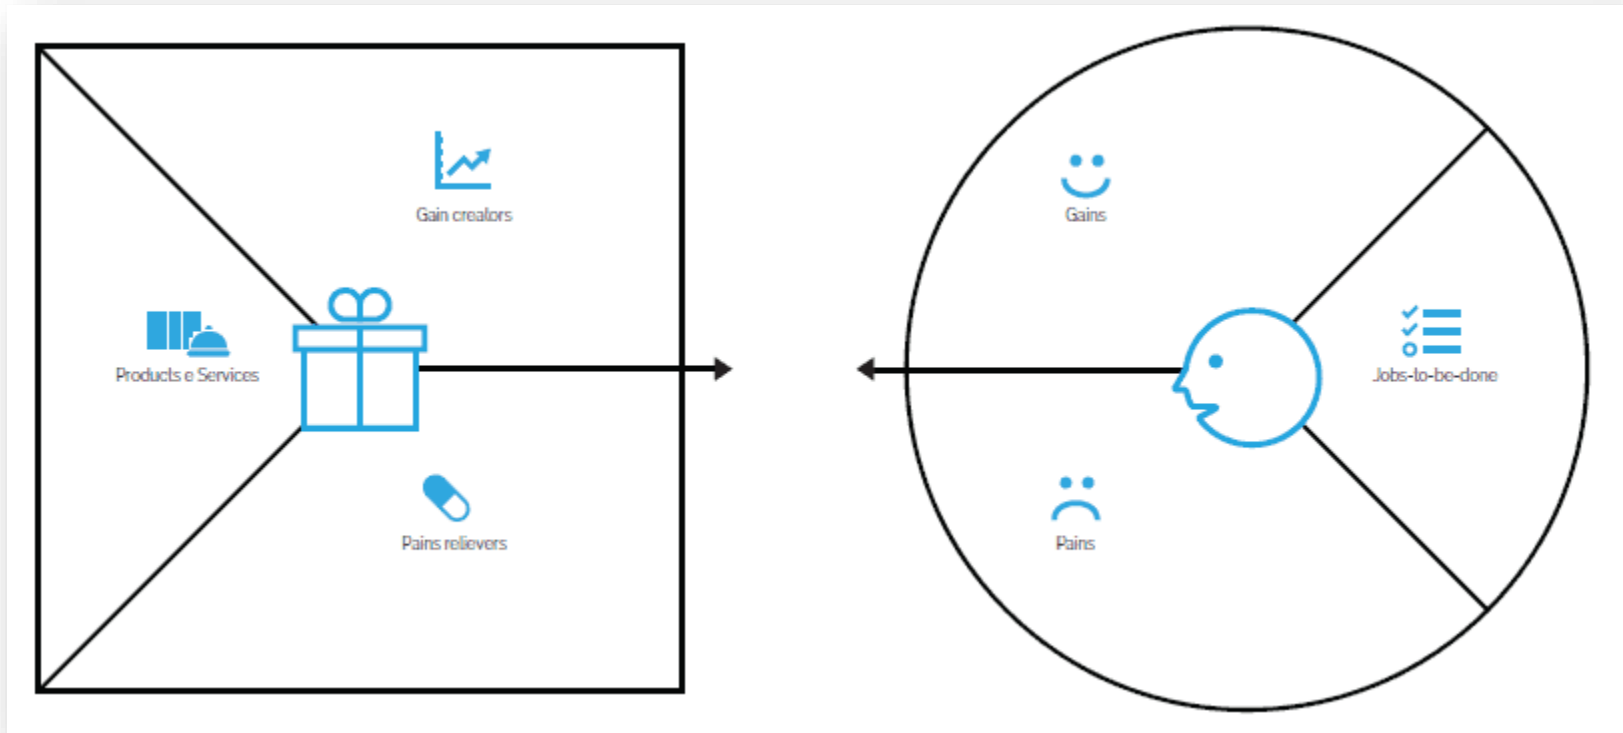 Gain creators
Products e Services
Pains relievers
Gains
Jobs-to-be-done
Pains